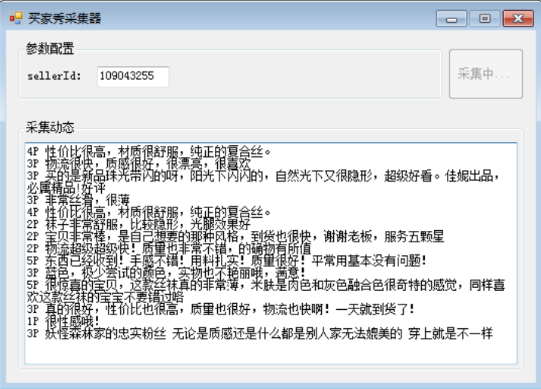 买家秀采集器
参数配置
sellerId: 109043255
采集中...
采集动态
4P 性价比很高，材质很舒服，纯正的复合丝。
3P 物流很快，质感很好，很漂亮，很喜欢
3P 买的是新品珠光带闪的呀，阳光下闪闪的，自然光下又很隐形，超级好看。佳妮出品，
必属精品!好评
3P 非常丝滑，很薄
4P 性价比很高，材质很舒服，纯正的复合丝。
2P 袜子非常舒服，比较隐形，光腿效果好
2P 宝贝非常棒，是自己想要的那种风格，到货也很快，谢谢老板，服务五颗星
2P 物流超级超级快！质量也非常不错，的确物有所值
5P 东西已经收到！手感不错！用料扎实！质量很好！平常用基本没有问题！
3P 蓝色，极少尝试的颜色，实物也不艳丽哦，满意！
5P 很惊喜的宝贝，这款丝袜真的非常薄，米肤是肉色和灰色融合色很奇特的感觉，同样喜
欢这款丝袜的宝宝不要错过哈
3P 真的很好，性价比也很高，质量也很好，物流也快啊！一天就到货了！
1P 很性感哦！
3P 妖怪森林家的忠实粉丝 无论是质感还是什么都是别人家无法媲美的 穿上就是不一样